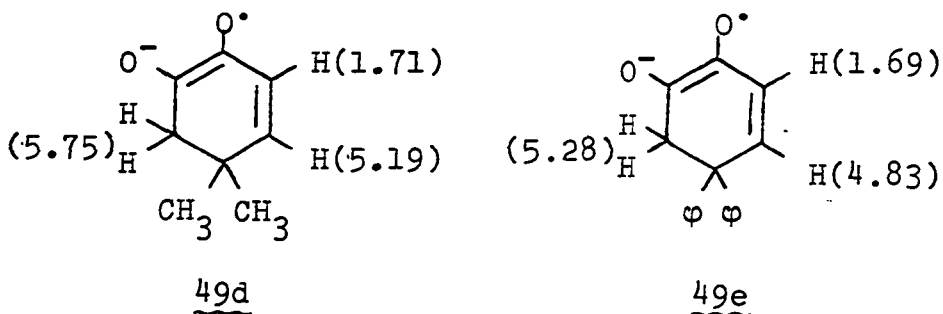 O• O•
O⁻ H(1.71) O⁻ H(1.69)
H H
(5.75) H H(5.19) (5.28) H H(4.83)
CH₃ CH₃ φ φ
49d 49e